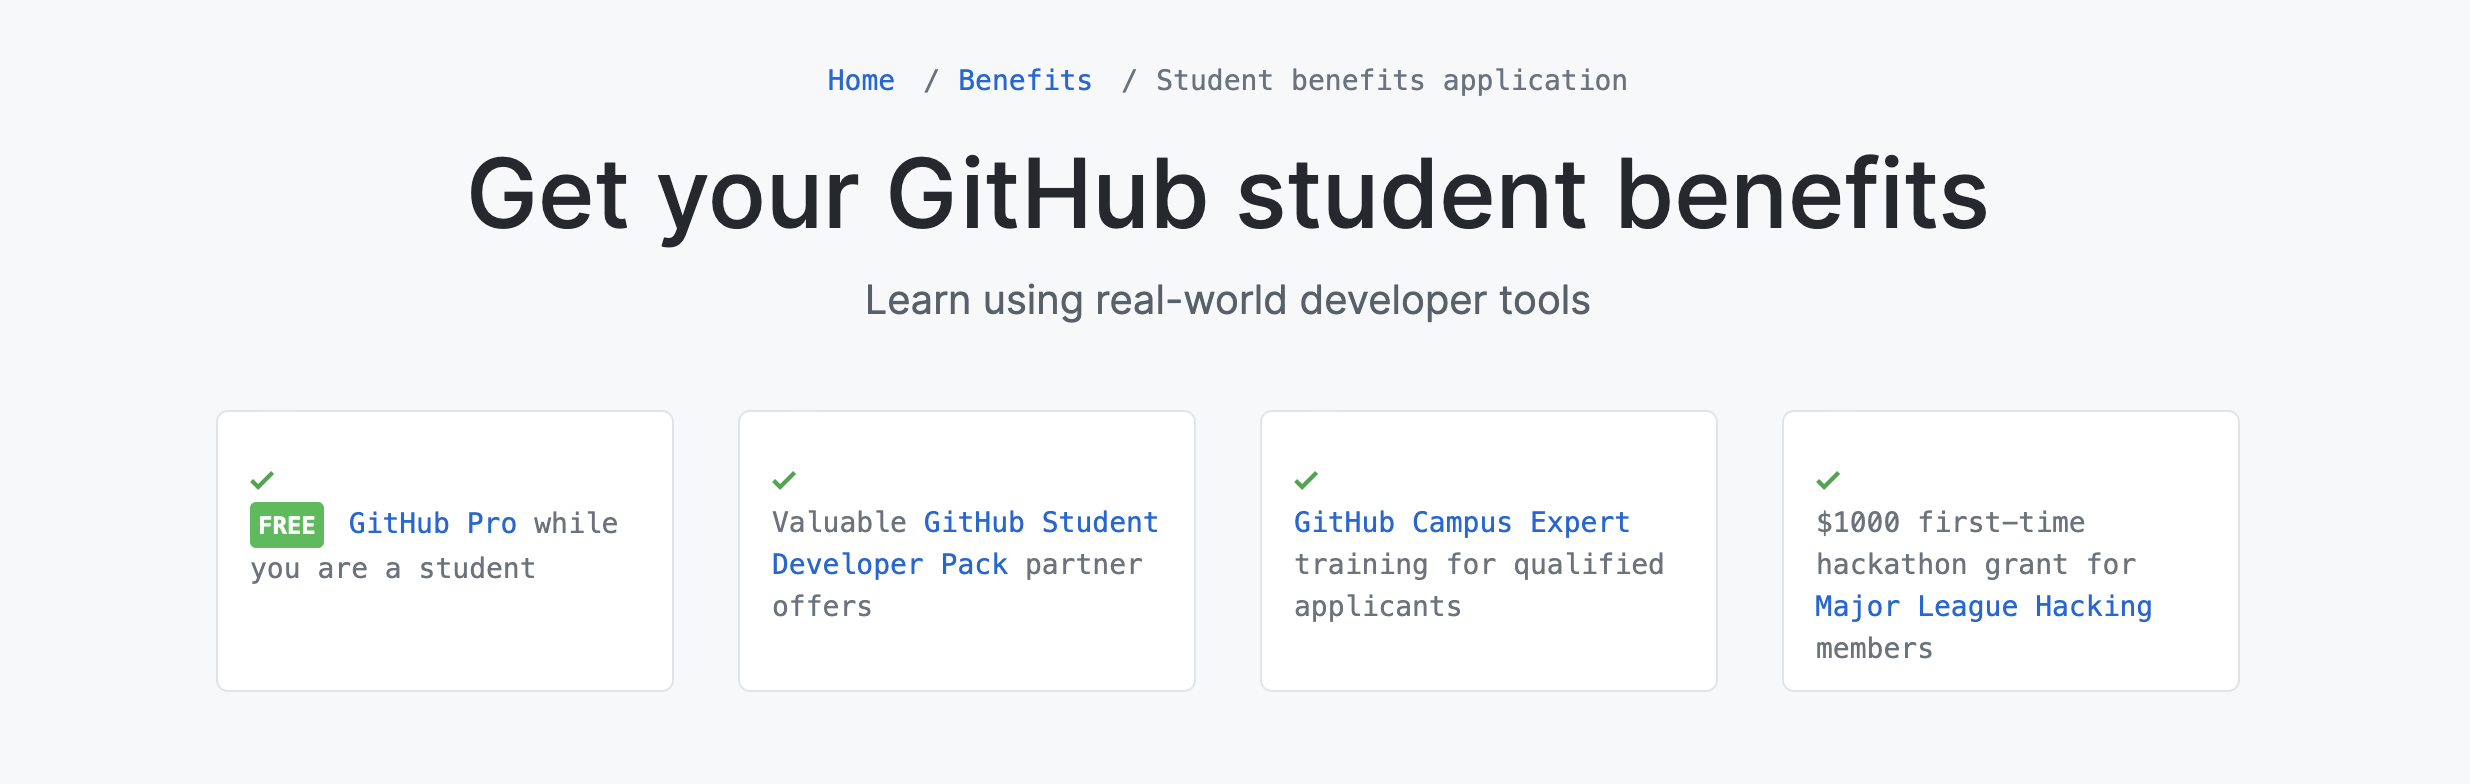 Home / Benefits / Student benefits application
Get your GitHub student benefits
Learn using real-world developer tools
FREE GitHub Pro while
you are a student
Valuable GitHub Student
Developer Pack partner
offers
GitHub Campus Expert
training for qualified
applicants
$1000 first-time
hackathon grant for
Major League Hacking
members